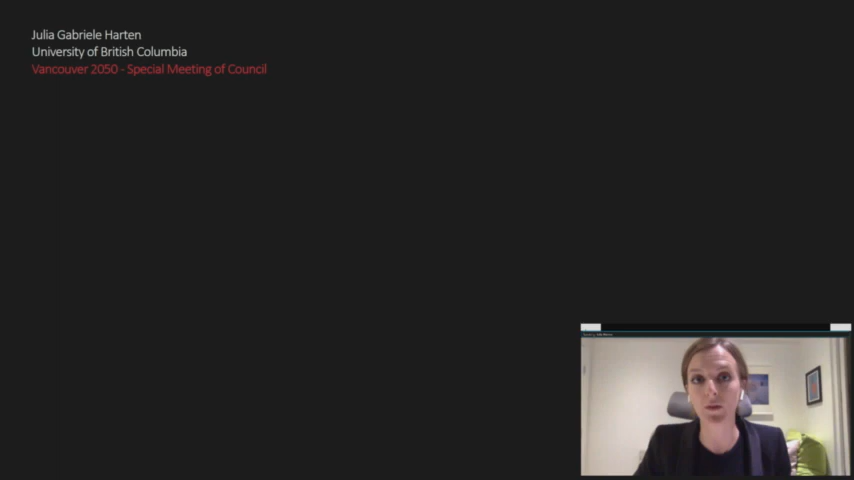 Julia Gabriele Harten
University of British Columbia
Vancouver 2050 - Special Meeting of Council